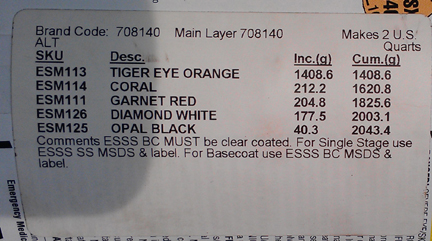 Brand Code: 708140 Main Layer 708140 Makes 2 U.S.
ALT Quarts
SKU Desc. Inc.(g) Cum.(g)
ESM113 TIGER EYE ORANGE 1408.6 1408.6
ESM114 CORAL 212.2 1620.8
ESM111 GARNET RED 204.8 1825.6
ESM126 DIAMOND WHITE 177.5 2003.1
ESM125 OPAL BLACK 40.3 2043.4
Comments ESSS BC MUST be clear coated. For Single Stage use
ESSS SS MSDS & label. For Basecoat use ESSS BC MSDS &
label.
Emergency Medic